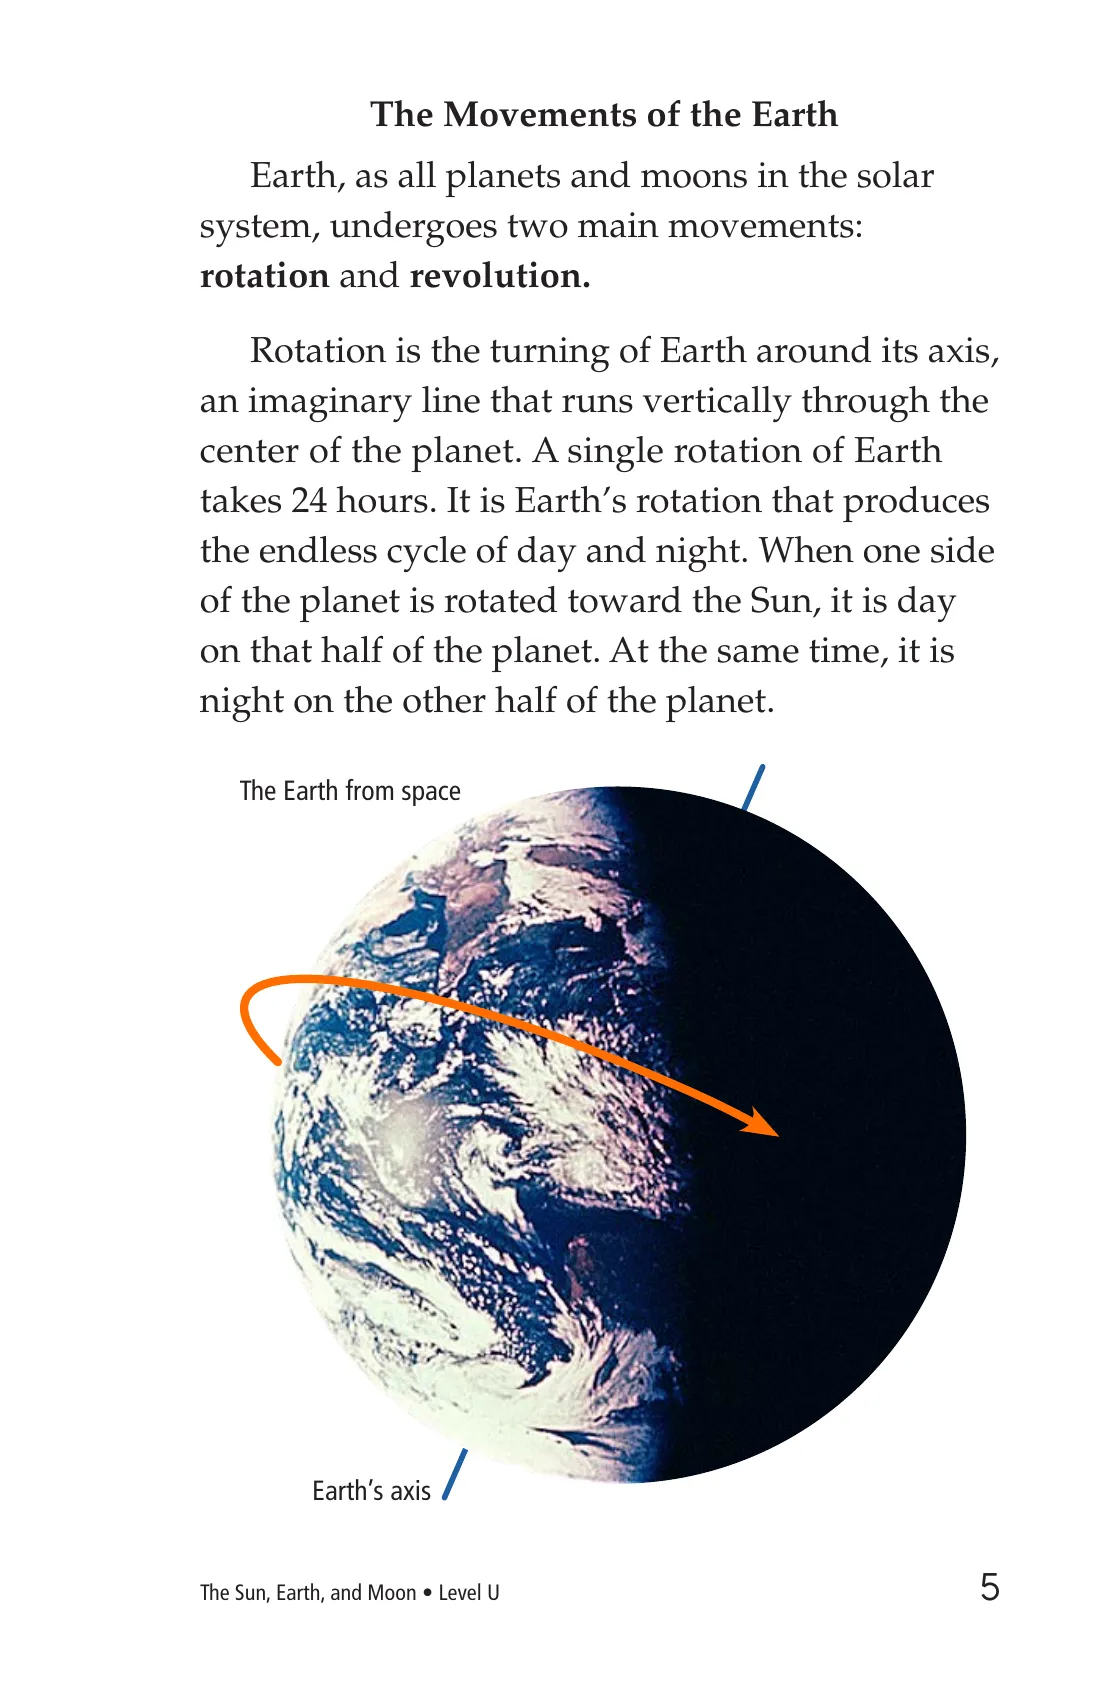 The Movements of the Earth
Earth, as all planets and moons in the solar
system, undergoes two main movements:
rotation and revolution.
Rotation is the turning of Earth around its axis,
an imaginary line that runs vertically through the
center of the planet. A single rotation of Earth
takes 24 hours. It is Earth’s rotation that produces
the endless cycle of day and night. When one side
of the planet is rotated toward the Sun, it is day
on that half of the planet. At the same time, it is
night on the other half of the planet.
The Earth from space
Earth’s axis
The Sun, Earth, and Moon • Level U
5